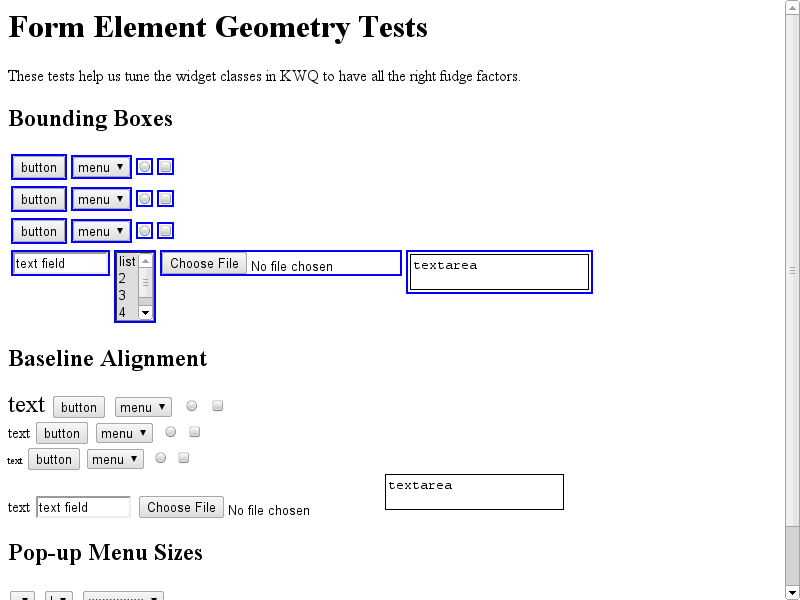 Form Element Geometry Tests
These tests help us tune the widget classes in KWQ to have all the right fudge factors.
Bounding Boxes
button menu
button menu
button menu
text field list Choose File No file chosen textarea
2
3
4
Baseline Alignment
text button menu
text button menu
text button menu
textarea
text text field Choose File No file chosen
Pop-up Menu Sizes